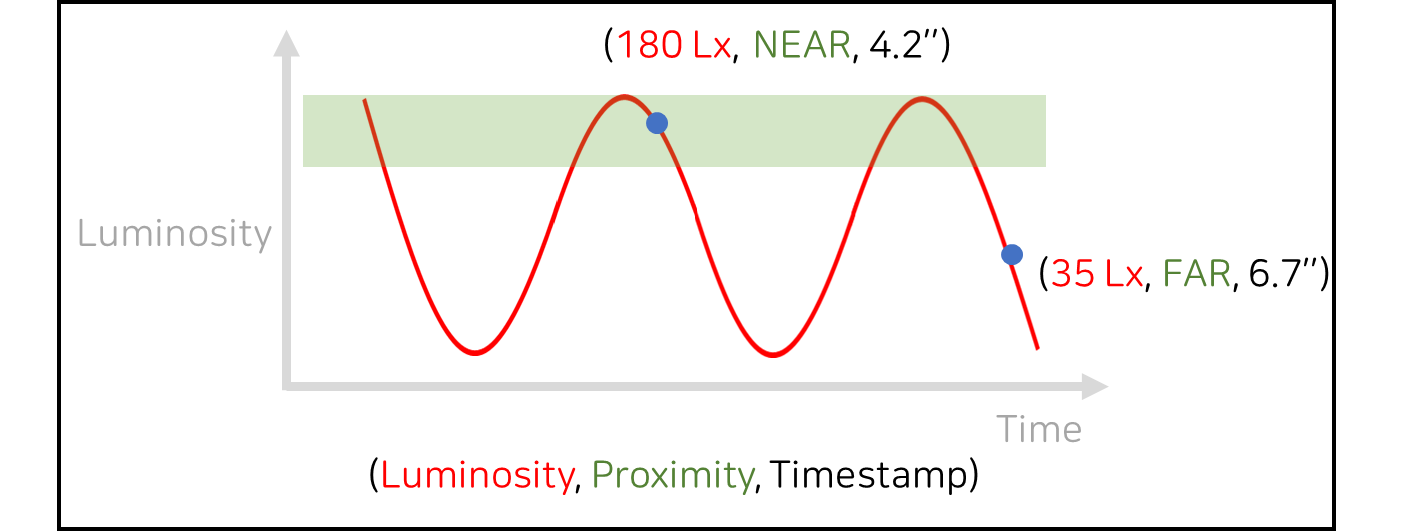 (180 Lx, NEAR, 4.2″)
Luminosity
(35 Lx, FAR, 6.7″)
Time
(Luminosity, Proximity, Timestamp)